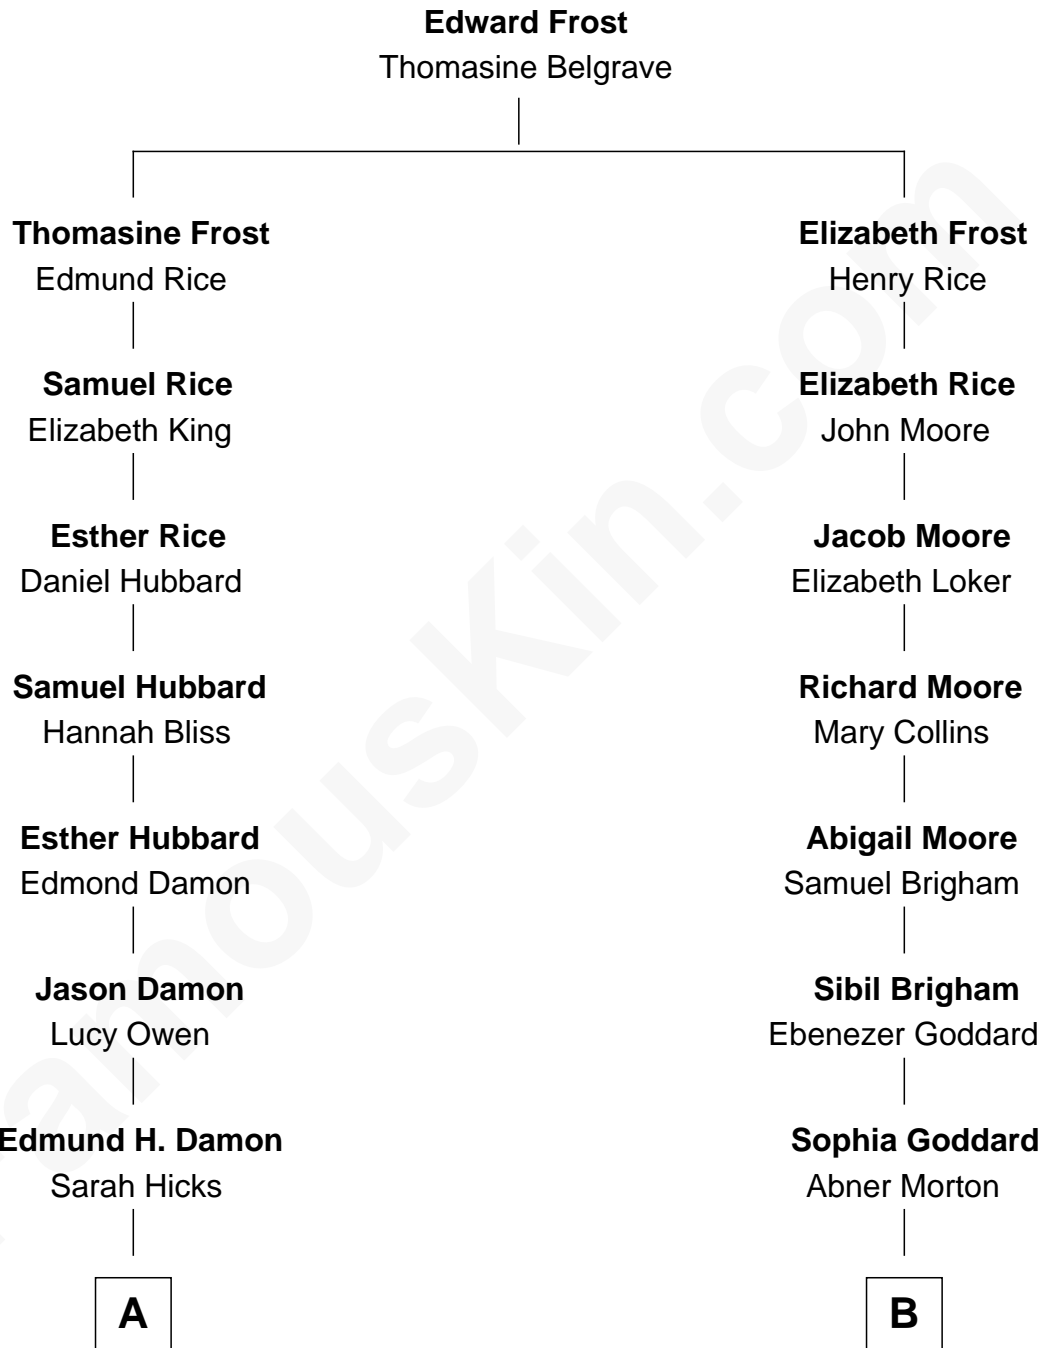 Edward Frost
Thomasine Belgrave
Thomasine Frost
Edmund Rice
Samuel Rice
Elizabeth King
Esther Rice
Daniel Hubbard
Samuel Hubbard
Hannah Bliss
Esther Hubbard
Edmond Damon
Jason Damon
Lucy Owen
Edmund H. Damon
Sarah Hicks
A
Elizabeth Frost
Henry Rice
Elizabeth Rice
John Moore
Jacob Moore
Elizabeth Loker
Richard Moore
Mary Collins
Abigail Moore
Samuel Brigham
Sibil Brigham
Ebenezer Goddard
Sophia Goddard
Abner Morton
B
FamousKin.com